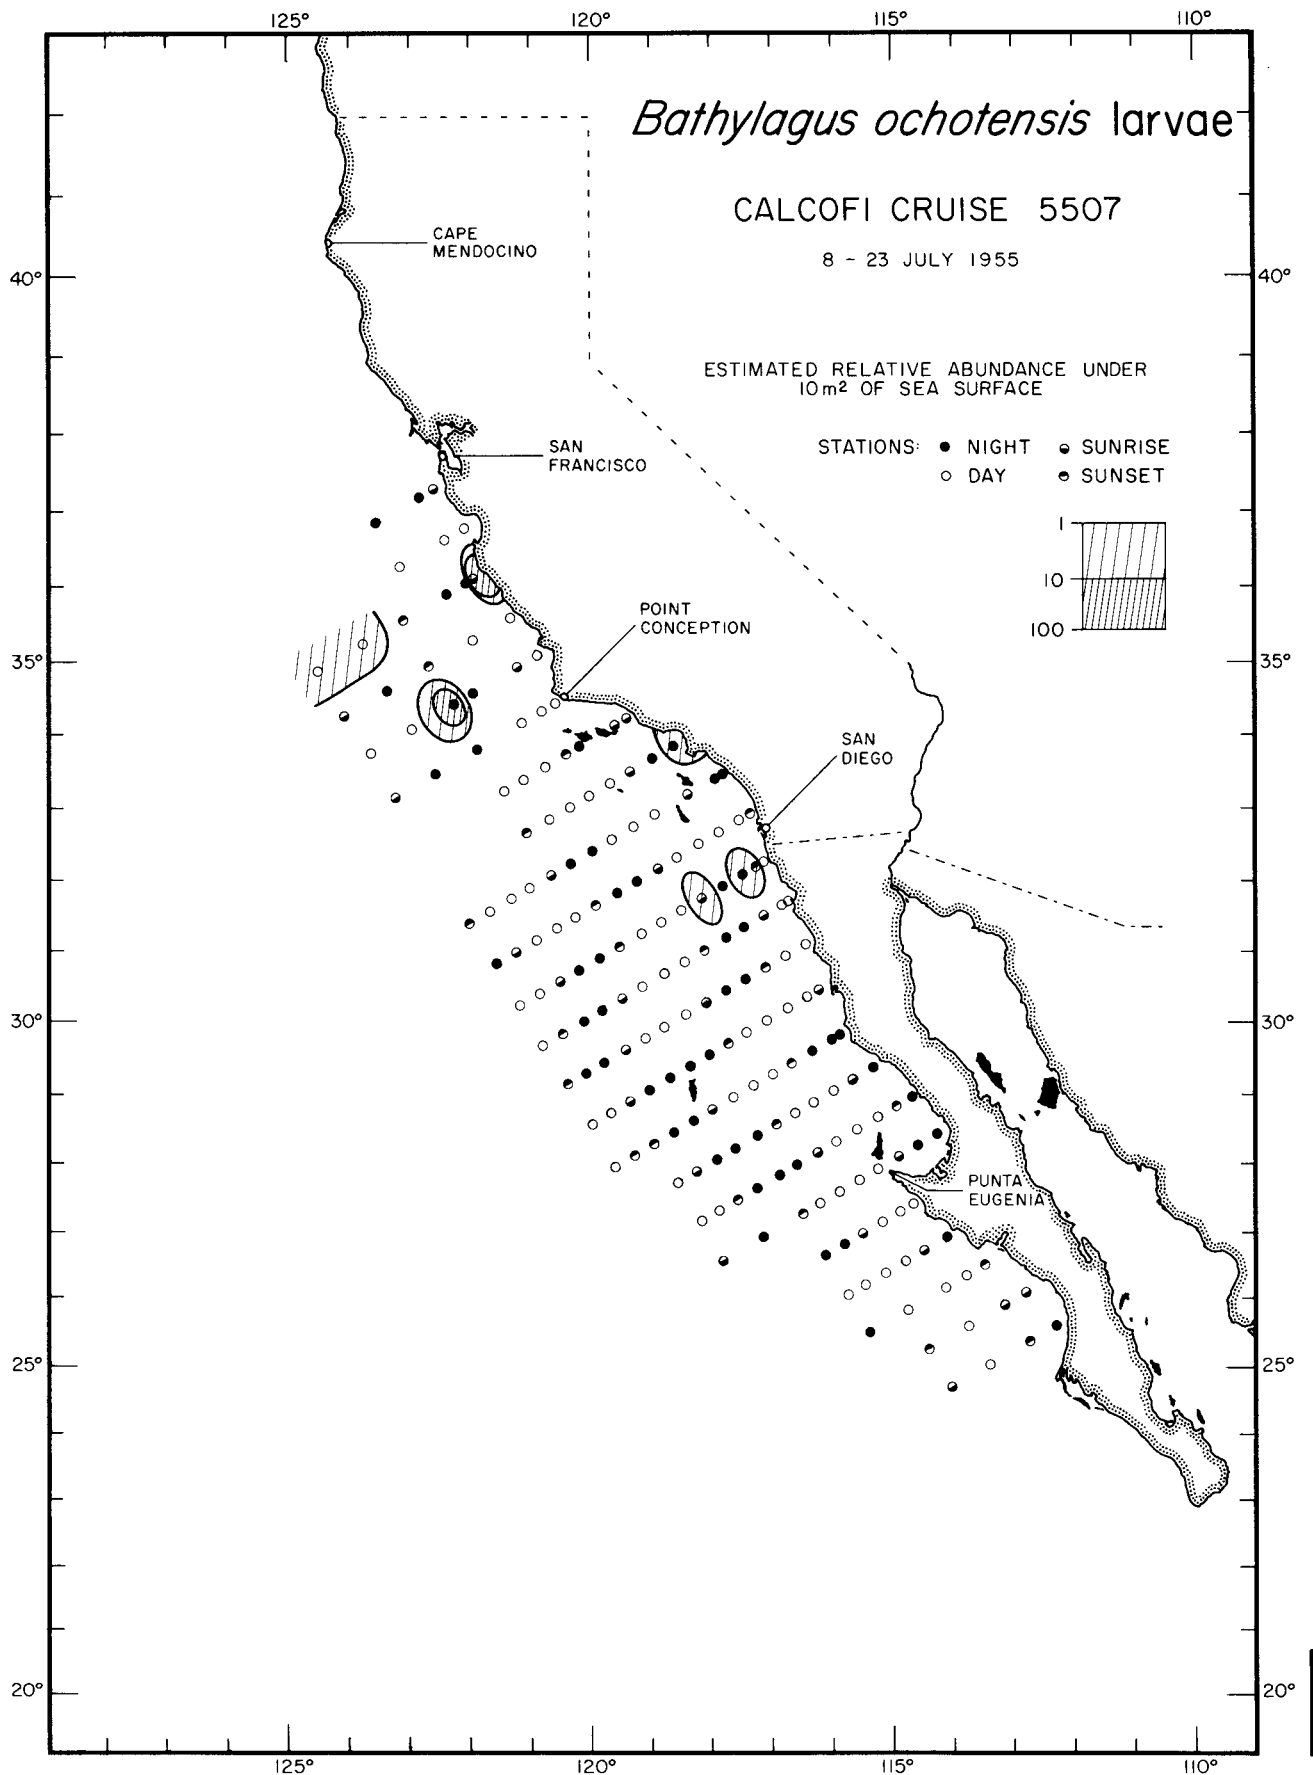 125° 120° 115° 110°
Bathylagus ochotensis larvae
CALCOFI CRUISE 5507
8 - 23 JULY 1955
CAPE
MENDOCINO
40° 40°
ESTIMATED RELATIVE ABUNDANCE UNDER
10m² OF SEA SURFACE
STATIONS: NIGHT SUNRISE
DAY SUNSET
SAN
FRANCISCO
1
10
100
POINT
CONCEPTION
35° 35°
SAN
DIEGO
30° 30°
PUNTA
EUGENIA
25° 25°
20° 20°
125° 120° 115° 110°